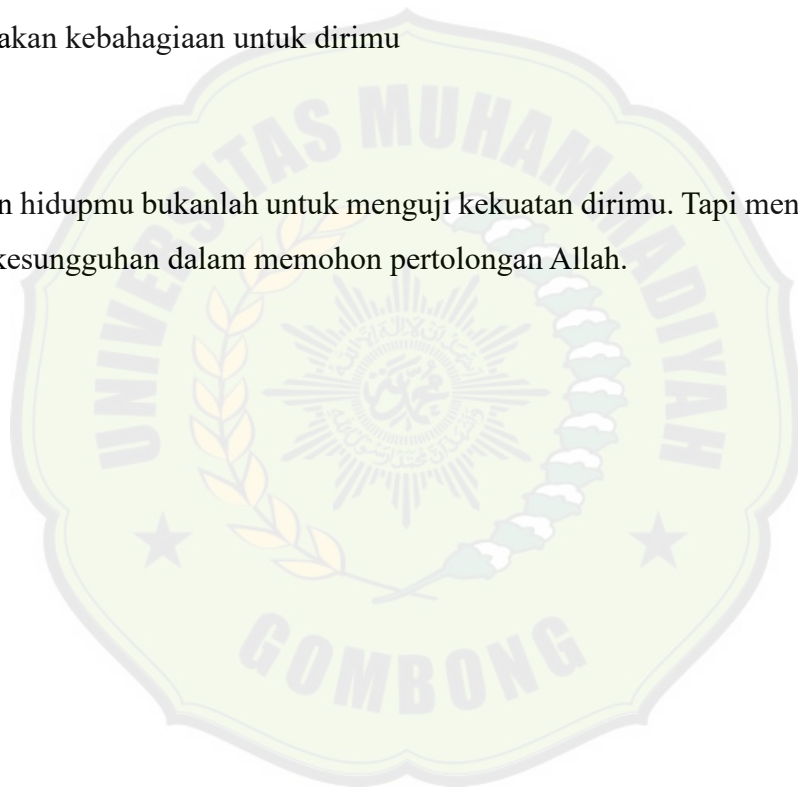 akan kebahagiaan untuk dirimu
n hidupmu bukanlah untuk menguji kekuatan dirimu. Tapi men
kesungguhan dalam memohon pertolongan Allah.
UNIVERSITAS MUHAMMADIYAH
GOMBONG